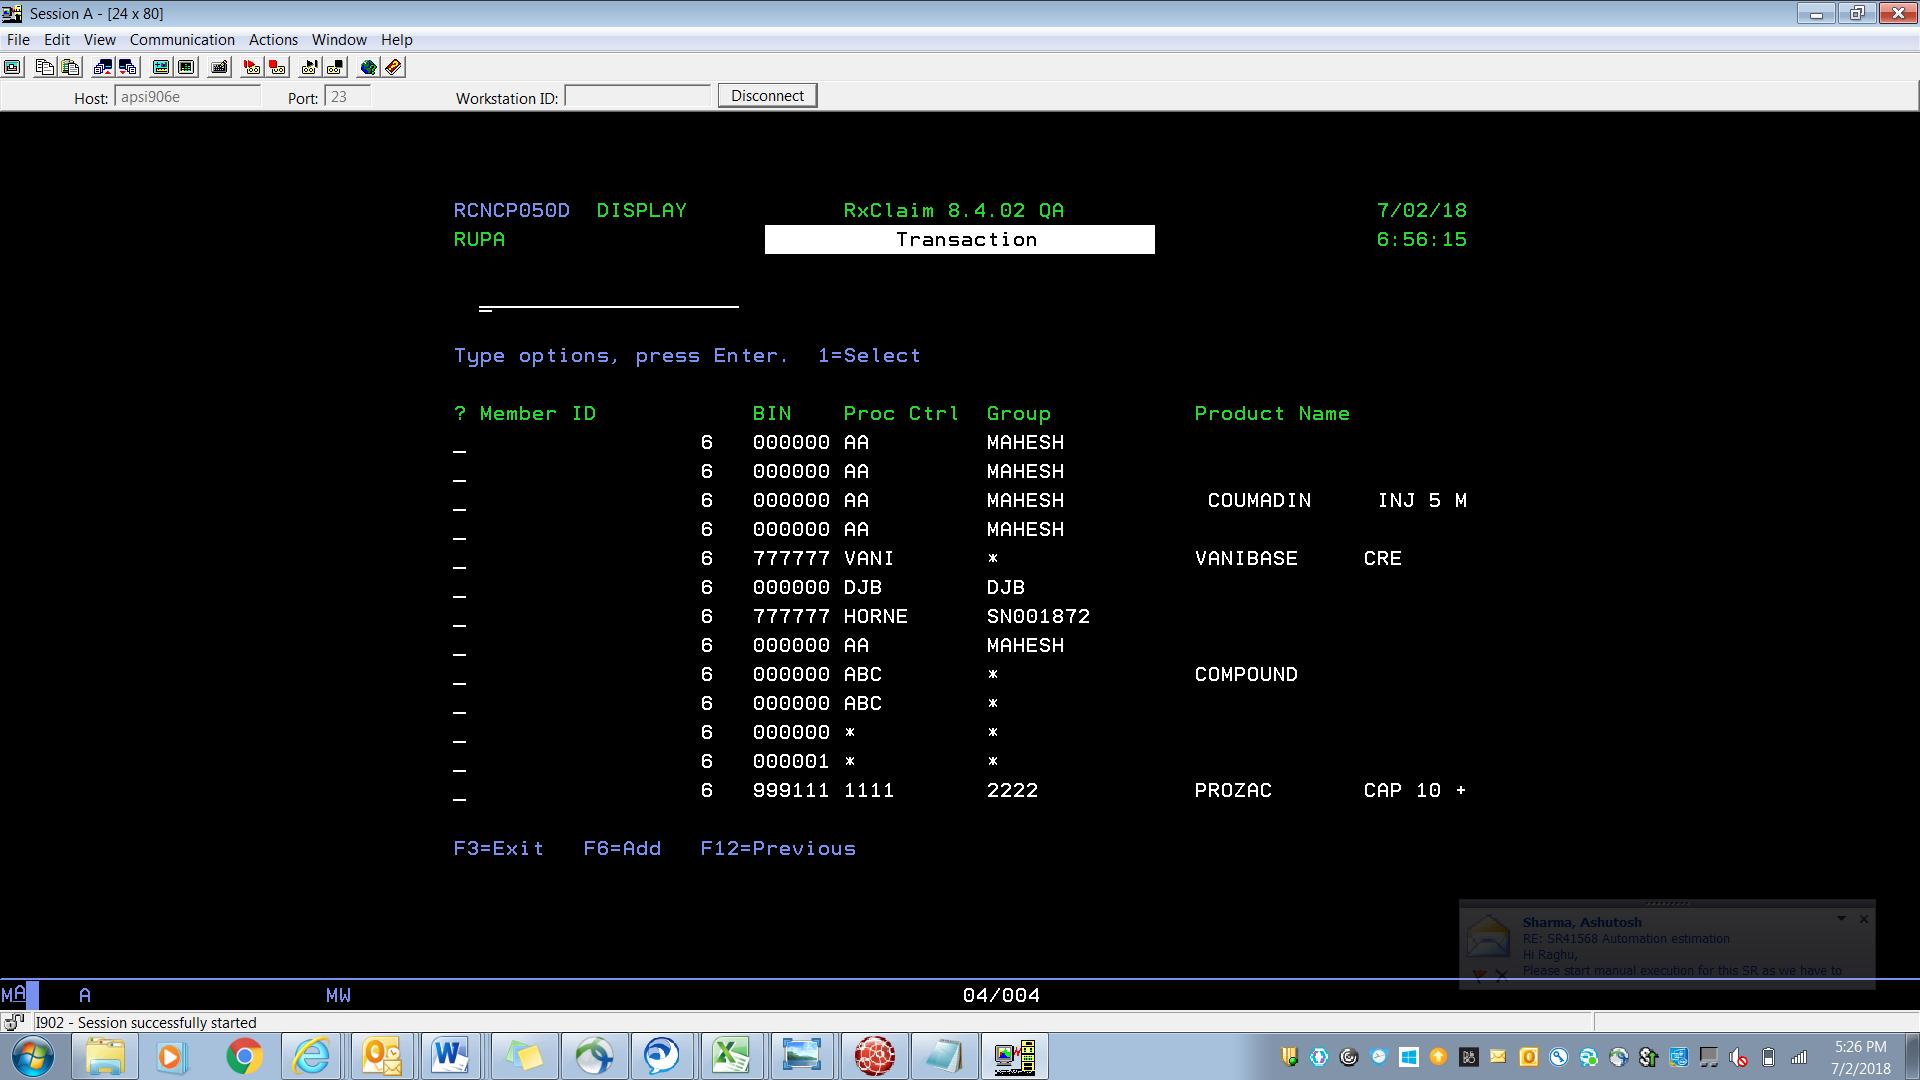 Session A - [24 x 80]
File Edit View Communication Actions Window Help
Host: apsi906e Port: 23 Workstation ID: Disconnect
RCNCP050D DISPLAY RxClaim 8.4.02 QA 7/02/18
RUPA Transaction 6:56:15
Type options, press Enter. 1=Select
? Member ID BIN Proc Ctrl Group Product Name
_ 6 000000 AA MAHESH
_ 6 000000 AA MAHESH
_ 6 000000 AA MAHESH COUMADIN INJ 5 M
_ 6 000000 AA MAHESH
_ 6 777777 VANI * VANIBASE CRE
_ 6 000000 DJB DJB
_ 6 777777 HORNE SN001872
_ 6 000000 AA MAHESH
_ 6 000000 ABC * COMPOUND
_ 6 000000 ABC *
_ 6 000000 * *
_ 6 000001 * *
_ 6 999111 1111 2222 PROZAC CAP 10 +
F3=Exit F6=Add F12=Previous
Sharma, Ashutosh
RE: SR41568 Automation estimation
Hi Raghu,
Please start manual execution for this SR as we have to
MA A MW 04/004
I902 - Session successfully started
5:26 PM
7/2/2018